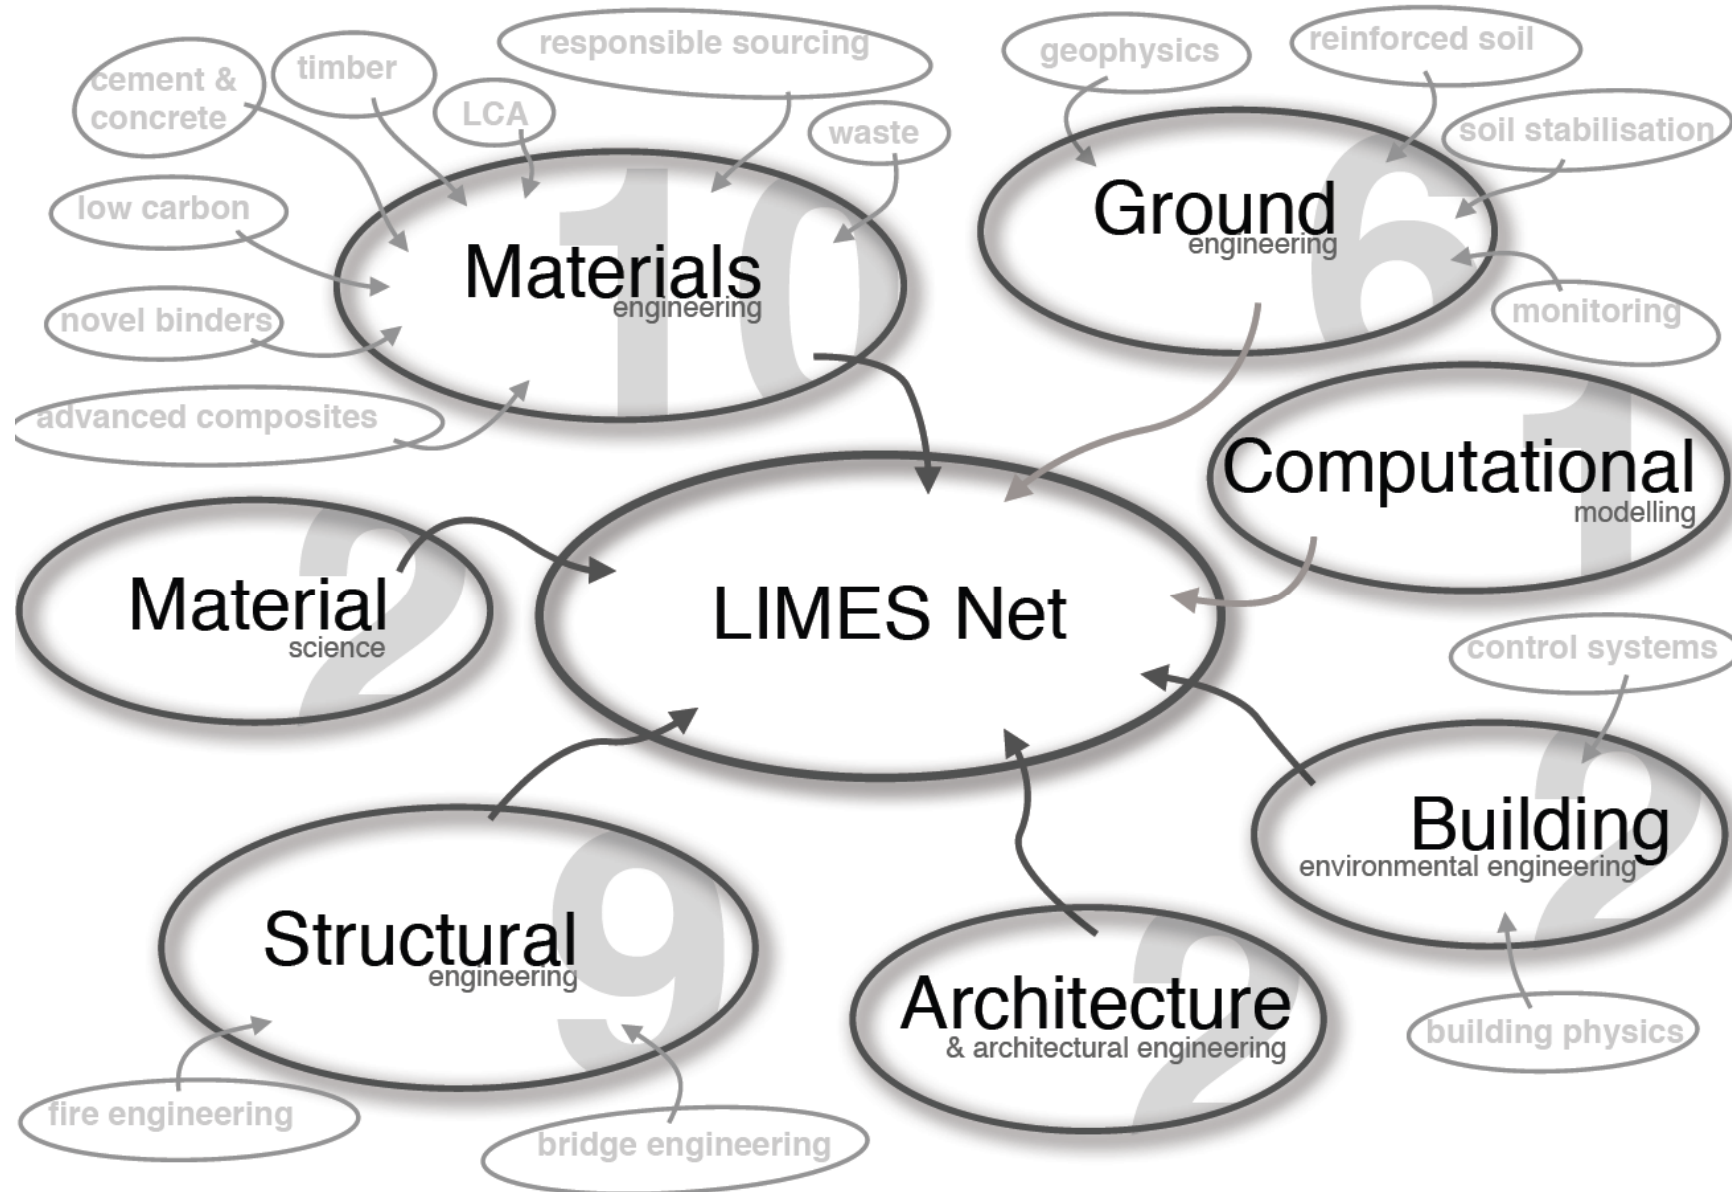 cement &
concrete
timber
LCA
responsible sourcing
waste
low carbon
novel binders
advanced composites
10
Materials
engineering
geophysics
reinforced soil
soil stabilisation
monitoring
6
Ground
engineering
1
Computational
modelling
2
Material
science
LIMES Net
control systems
2
Building
environmental engineering
building physics
9
Structural
engineering
fire engineering
bridge engineering
2
Architecture
& architectural engineering